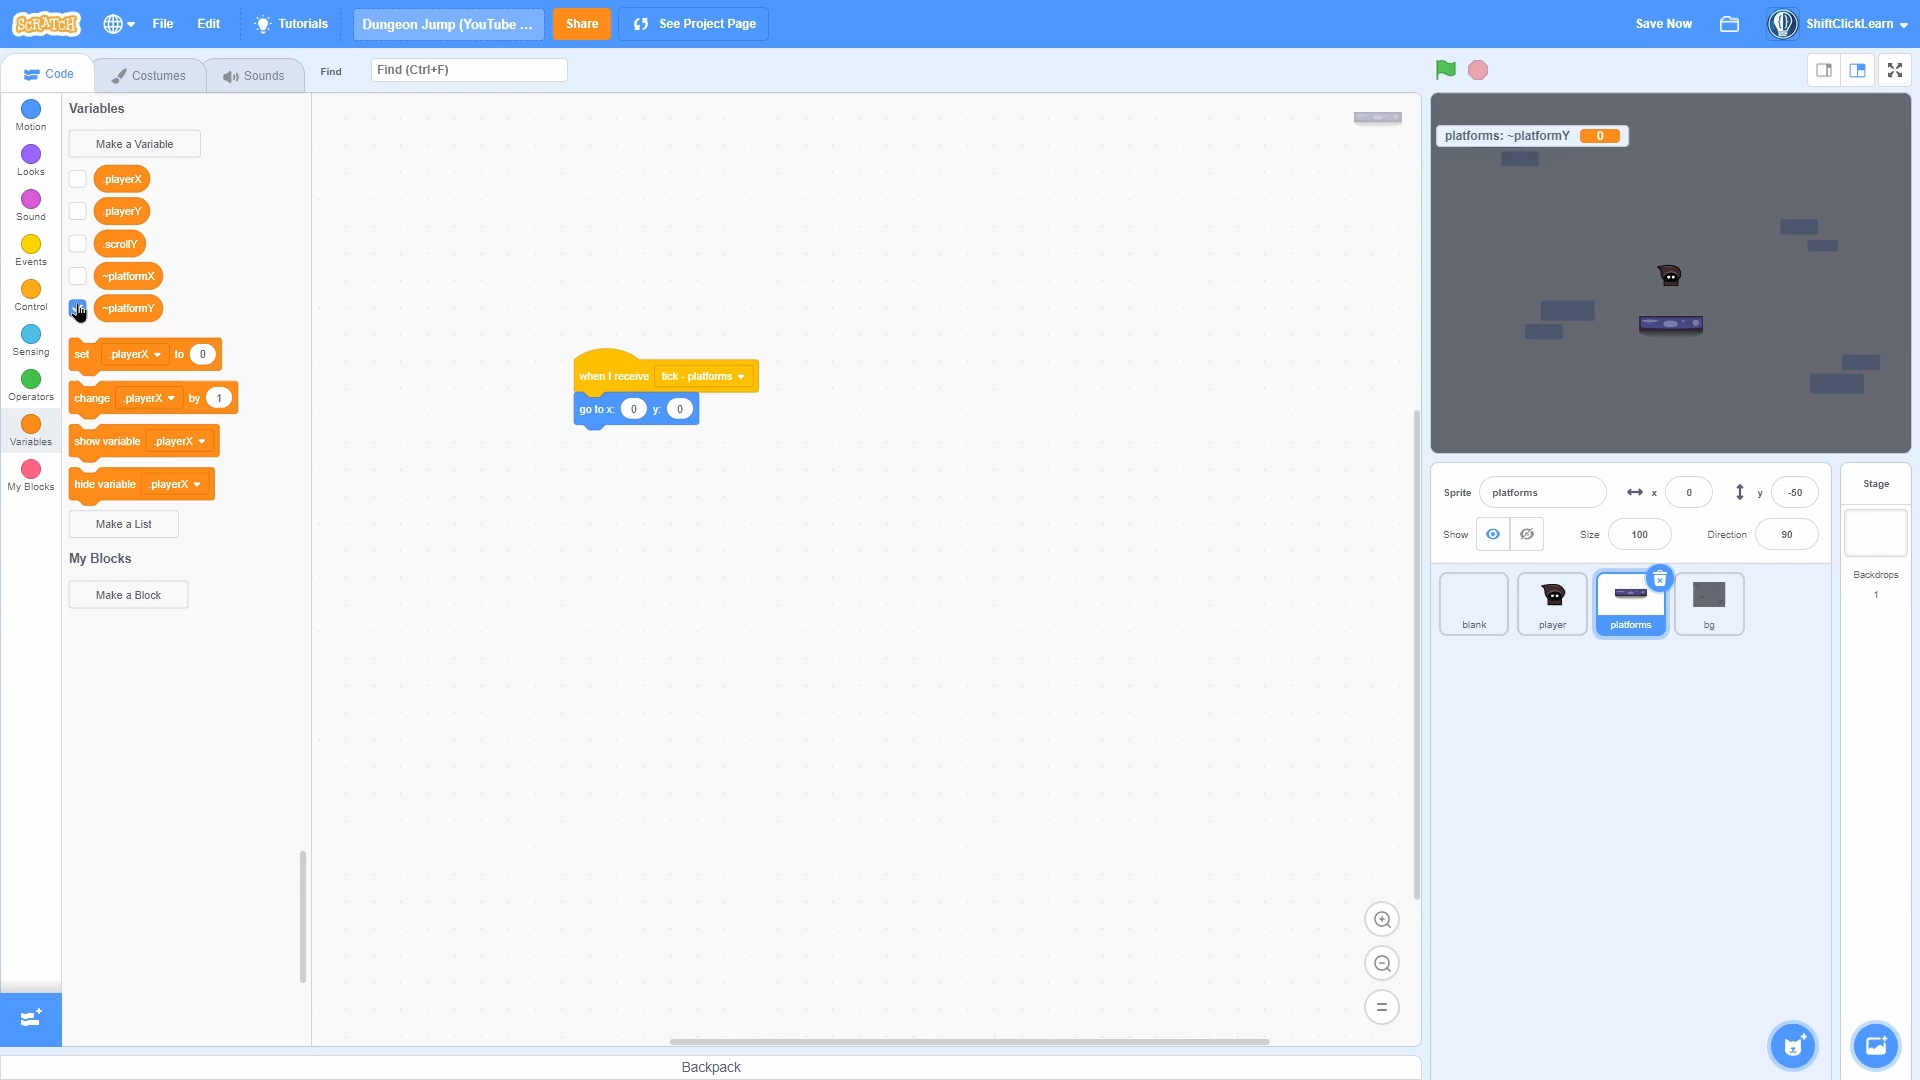 SCRATCH File Edit Tutorials Dungeon Jump (YouTube ... Share See Project Page Save Now ShiftClickLearn
Code Costumes Sounds Find Find (Ctrl+F)
Motion
Looks
Sound
Events
Control
Sensing
Operators
Variables
My Blocks
Variables
Make a Variable
.playerX
.playerY
.scrollY
~platformX
~platformY
set .playerX to 0
change .playerX by 1
show variable .playerX
hide variable .playerX
Make a List
My Blocks
Make a Block
when I receive tick - platforms
go to x: 0 y: 0
platforms: ~platformY 0
Sprite platforms x 0 y -50
Show Size 100 Direction 90
blank player platforms bg
Stage
Backdrops
1
Backpack